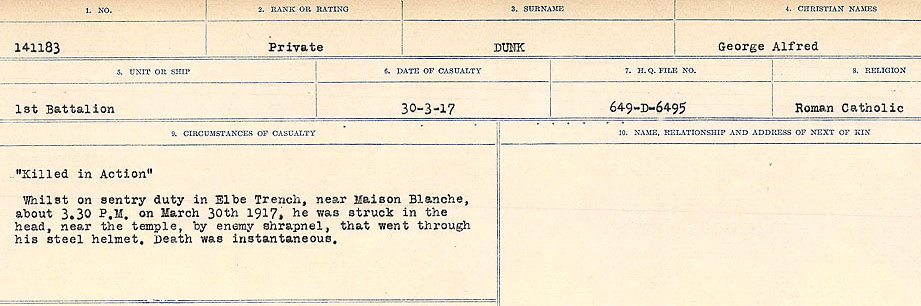 1. NO. 2. RANK OR RATING 3. SURNAME 4. CHRISTIAN NAMES
141183 Private DUNK George Alfred
5. UNIT OR SHIP 6. DATE OF CASUALTY 7. H.Q. FILE NO. 8. RELIGION
1st Battalion 30-3-17 649-D-6495 Roman Catholic
9. CIRCUMSTANCES OF CASUALTY 10. NAME, RELATIONSHIP AND ADDRESS OF NEXT OF KIN
"Killed in Action"
Whilst on sentry duty in Elbe Trench, near Maison Blanche,
about 3.30 P.M. on March 30th 1917, he was struck in the
head, near the temple, by enemy shrapnel, that went through
his steel helmet. Death was instantaneous.